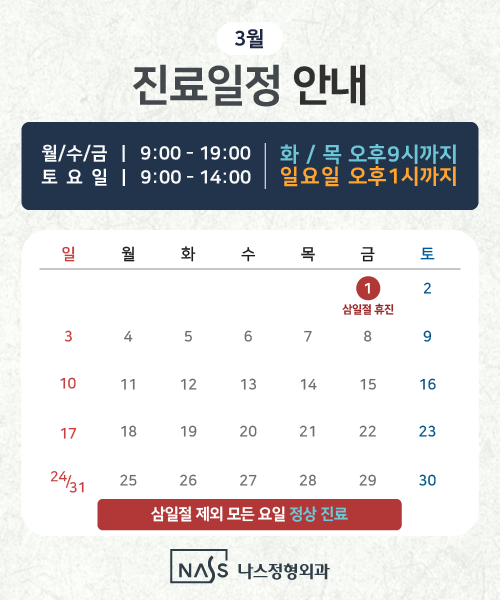 3월
진료일정 안내
월/수/금 | 9:00 - 19:00 | 화 / 목 오후9시까지
토 요 일 | 9:00 - 14:00 | 일요일 오후1시까지
일 월 화 수 목 금 토
1 2
삼일절 휴진
3 4 5 6 7 8 9
10 11 12 13 14 15 16
17 18 19 20 21 22 23
24/31 25 26 27 28 29 30
삼일절 제외 모든 요일 정상 진료
NASS 나스정형외과